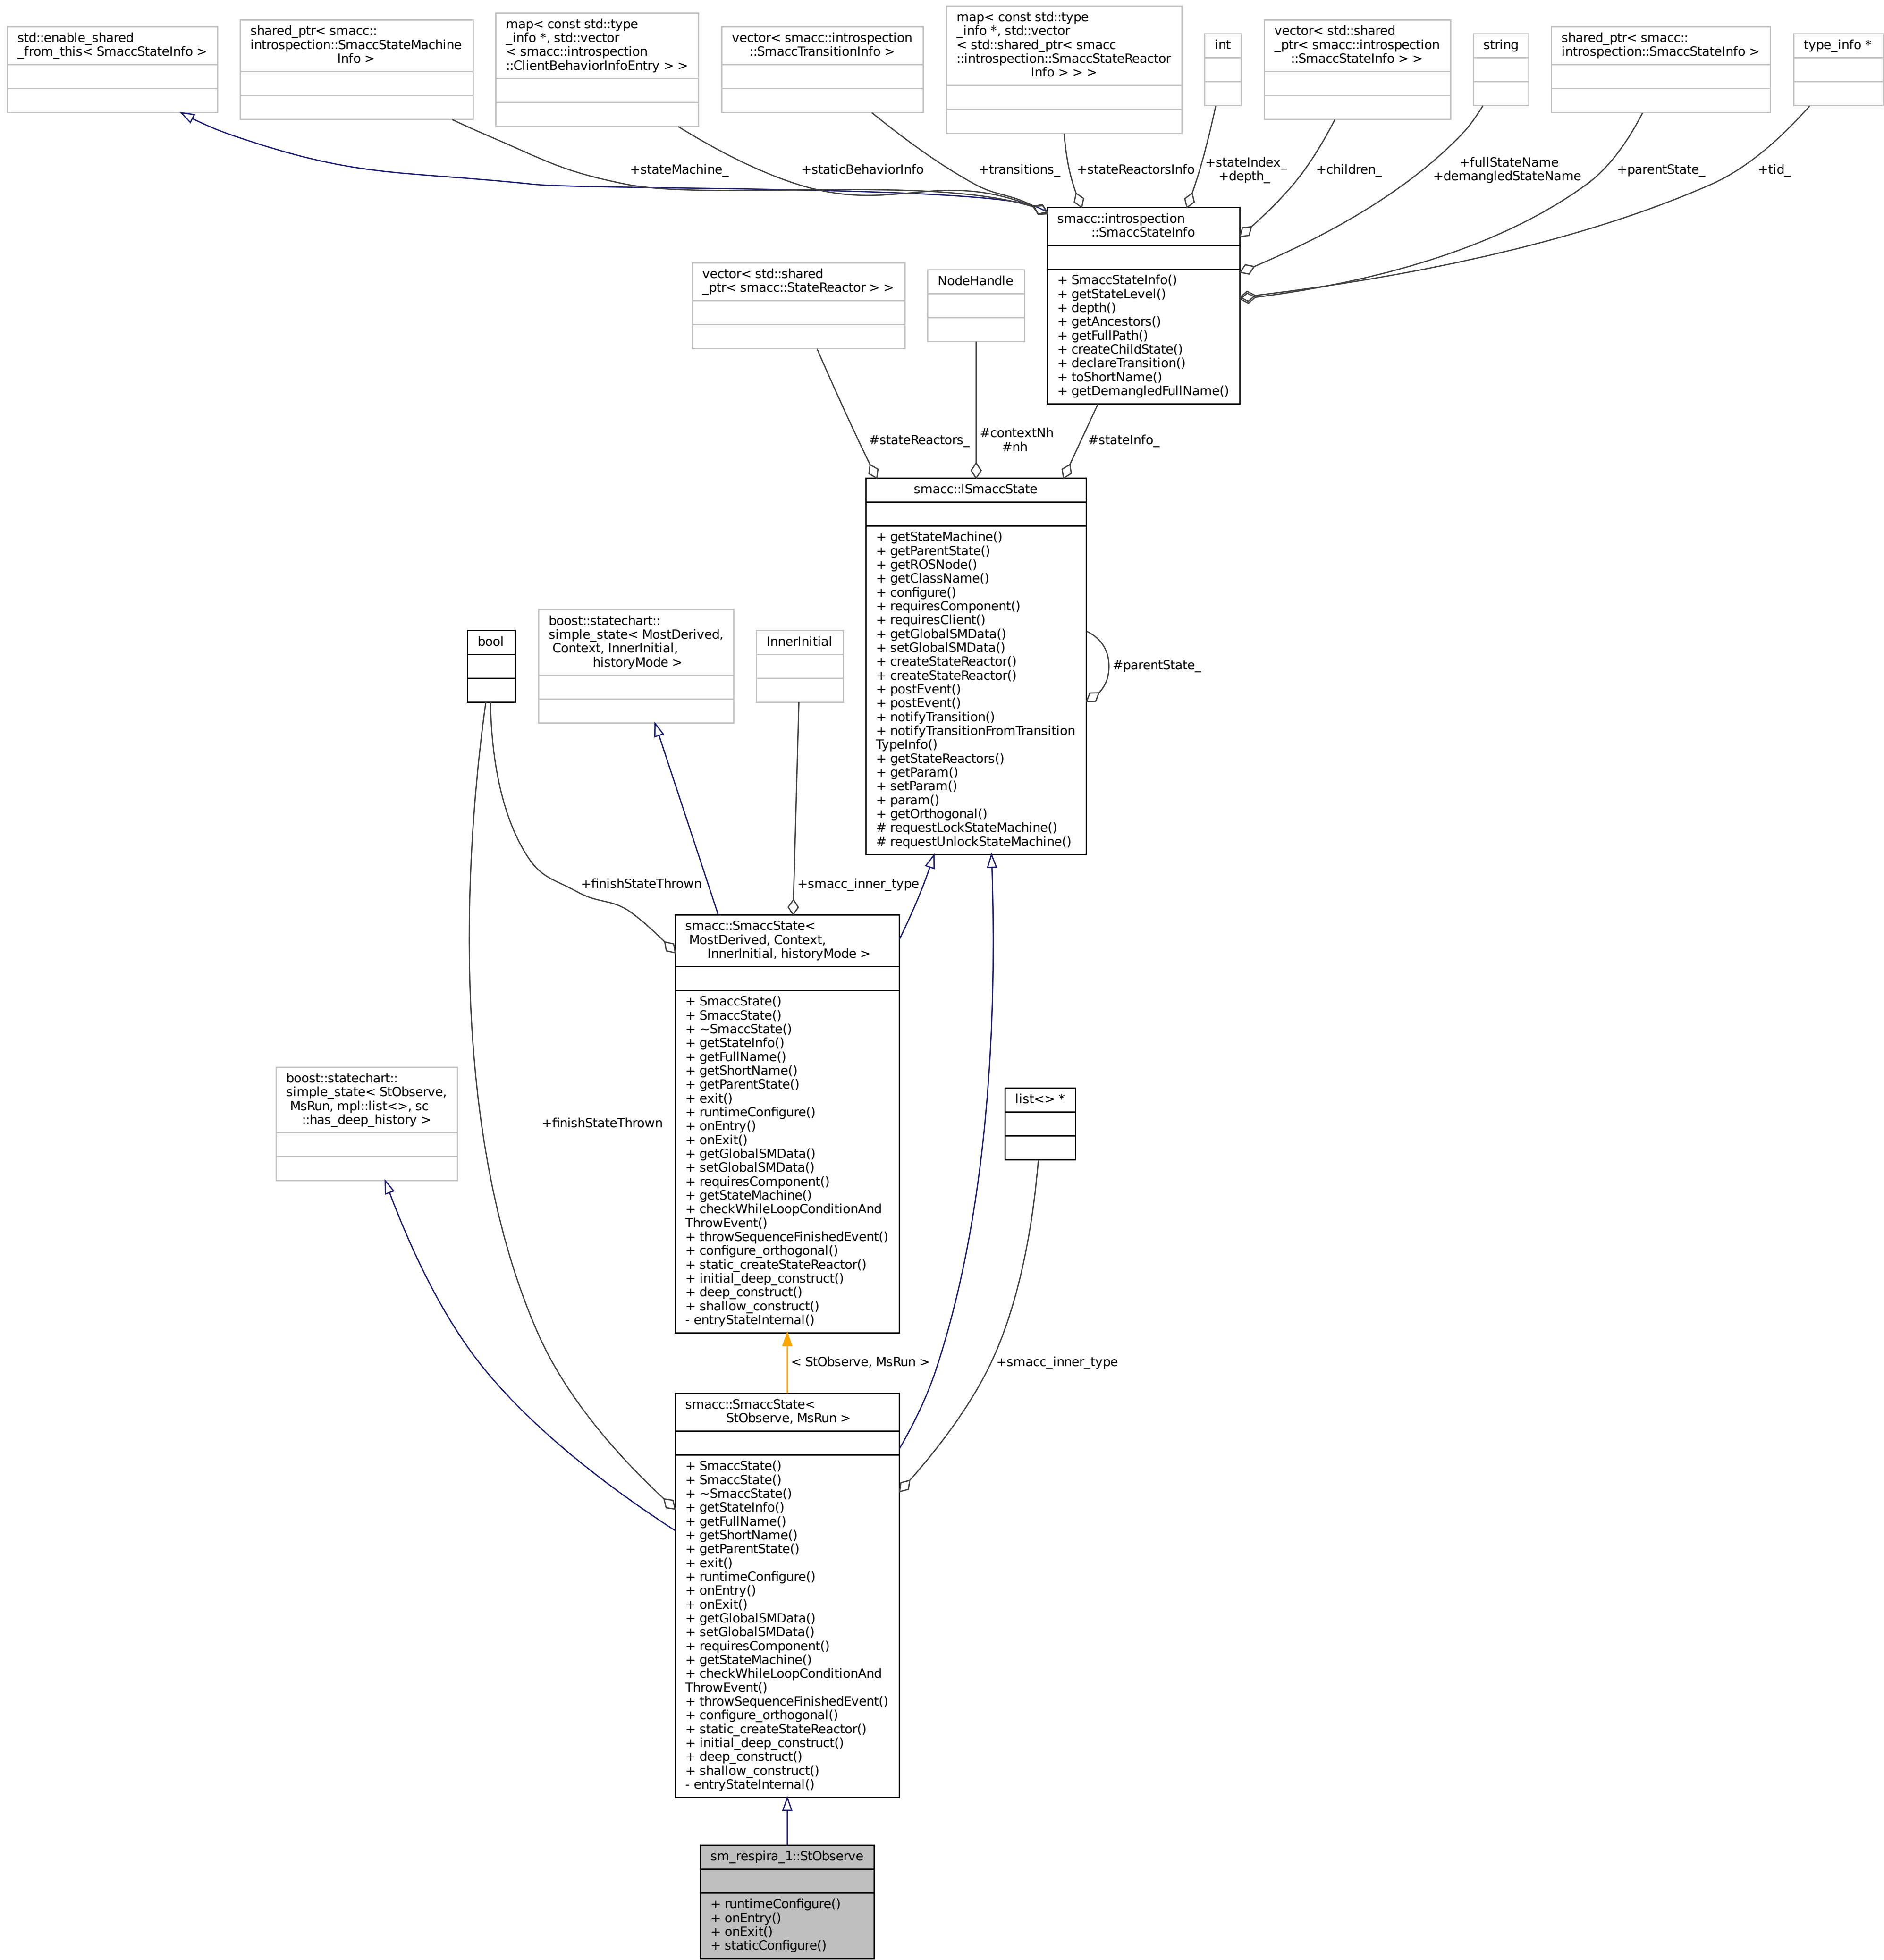 std::enable_shared
_from_this< SmaccStateInfo >
shared_ptr< smacc::
introspection::SmaccStateMachine
Info >
map< const std::type
_info *, std::vector
< smacc::introspection
::ClientBehaviorInfoEntry > >
vector< smacc::introspection
::SmaccTransitionInfo >
map< const std::type
_info *, std::vector
< std::shared_ptr< smacc
::introspection::SmaccStateReactor
Info > > >
int
vector< std::shared
_ptr< smacc::introspection
::SmaccStateInfo > >
string
shared_ptr< smacc::
introspection::SmaccStateInfo >
type_info *
+stateMachine_
+staticBehaviorInfo
+transitions_
+stateReactorsInfo
+stateIndex_
+depth_
+children_
+fullStateName
+demangledStateName
+parentState_
+tid_
smacc::introspection
::SmaccStateInfo
+ SmaccStateInfo()
+ getStateLevel()
+ depth()
+ getAncestors()
+ getFullPath()
+ createChildState()
+ declareTransition()
+ toShortName()
+ getDemangledFullName()
vector< std::shared
_ptr< smacc::StateReactor > >
NodeHandle
#stateReactors_
#contextNh
#nh
#stateInfo_
smacc::ISmaccState
+ getStateMachine()
+ getParentState()
+ getROSNode()
+ getClassName()
+ configure()
+ requiresComponent()
+ requiresClient()
+ getGlobalSMData()
+ setGlobalSMData()
+ createStateReactor()
+ createStateReactor()
+ postEvent()
+ postEvent()
+ notifyTransition()
+ notifyTransitionFromTransition
TypeInfo()
+ getStateReactors()
+ getParam()
+ setParam()
+ param()
+ getOrthogonal()
# requestLockStateMachine()
# requestUnlockStateMachine()
#parentState_
bool
boost::statechart::
simple_state< MostDerived,
Context, InnerInitial,
historyMode >
InnerInitial
+finishStateThrown
+smacc_inner_type
smacc::SmaccState<
MostDerived, Context,
InnerInitial, historyMode >
+ SmaccState()
+ SmaccState()
+ ~SmaccState()
+ getStateInfo()
+ getFullName()
+ getShortName()
+ getParentState()
+ exit()
+ runtimeConfigure()
+ onEntry()
+ onExit()
+ getGlobalSMData()
+ setGlobalSMData()
+ requiresComponent()
+ getStateMachine()
+ checkWhileLoopConditionAnd
ThrowEvent()
+ throwSequenceFinishedEvent()
+ configure_orthogonal()
+ static_createStateReactor()
+ initial_deep_construct()
+ deep_construct()
+ shallow_construct()
- entryStateInternal()
boost::statechart::
simple_state< StObserve,
MsRun, mpl::list<>, sc
::has_deep_history >
+finishStateThrown
list<> *
< StObserve, MsRun >
+smacc_inner_type
smacc::SmaccState<
StObserve, MsRun >
+ SmaccState()
+ SmaccState()
+ ~SmaccState()
+ getStateInfo()
+ getFullName()
+ getShortName()
+ getParentState()
+ exit()
+ runtimeConfigure()
+ onEntry()
+ onExit()
+ getGlobalSMData()
+ setGlobalSMData()
+ requiresComponent()
+ getStateMachine()
+ checkWhileLoopConditionAnd
ThrowEvent()
+ throwSequenceFinishedEvent()
+ configure_orthogonal()
+ static_createStateReactor()
+ initial_deep_construct()
+ deep_construct()
+ shallow_construct()
- entryStateInternal()
sm_respira_1::StObserve
+ runtimeConfigure()
+ onEntry()
+ onExit()
+ staticConfigure()